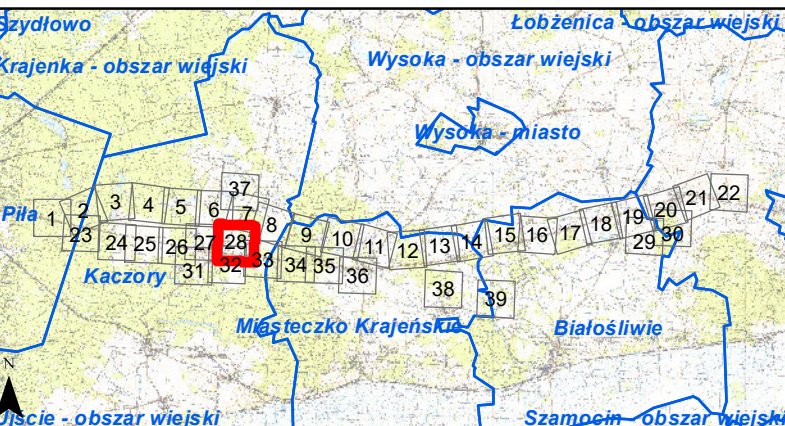 Szydłowo
Łobżenica - obszar wiejski
Krajenka - obszar wiejski
Wysoka - obszar wiejski
Wysoka - miasto
37
1 2 3 4 5 6 7 8 9 10 11 12 13 14 15 16 17 18 19 20 21 22
Piła
23 24 25 26 27 28 29 30
Kaczory
31 32 33 34 35 36
38 39
Miasteczko Krajeńskie
Białośliwie
N
Ujście - obszar wiejski
Szamocin - obszar wiejski